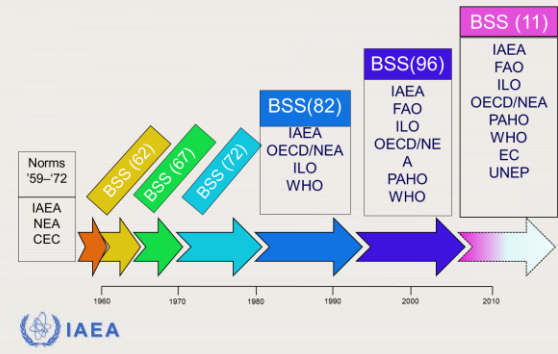 BSS (11)
IAEA
FAO
ILO
OECD/NEA
PAHO
WHO
EC
UNEP
BSS(96)
IAEA
FAO
ILO
OECD/NE
A
PAHO
WHO
BSS(82)
IAEA
OECD/NEA
ILO
WHO
BSS (62)
BSS (67)
BSS (72)
Norms
'59–'72
IAEA
NEA
CEC
1960
1970
1980
1990
2000
2010
IAEA